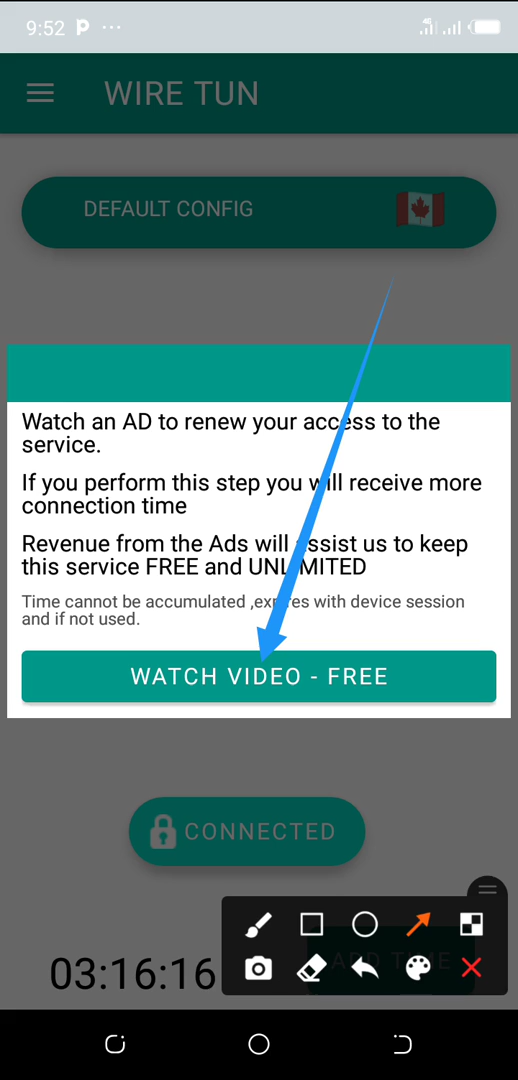 9:52
WIRE TUN
DEFAULT CONFIG
Watch an AD to renew your access to the
service.
If you perform this step you will receive more
connection time
Revenue from the Ads will assist us to keep
this service FREE and UNLIMITED
Time cannot be accumulated ,expires with device session
and if not used.
WATCH VIDEO - FREE
CONNECTED
03:16:16
ADD TIME